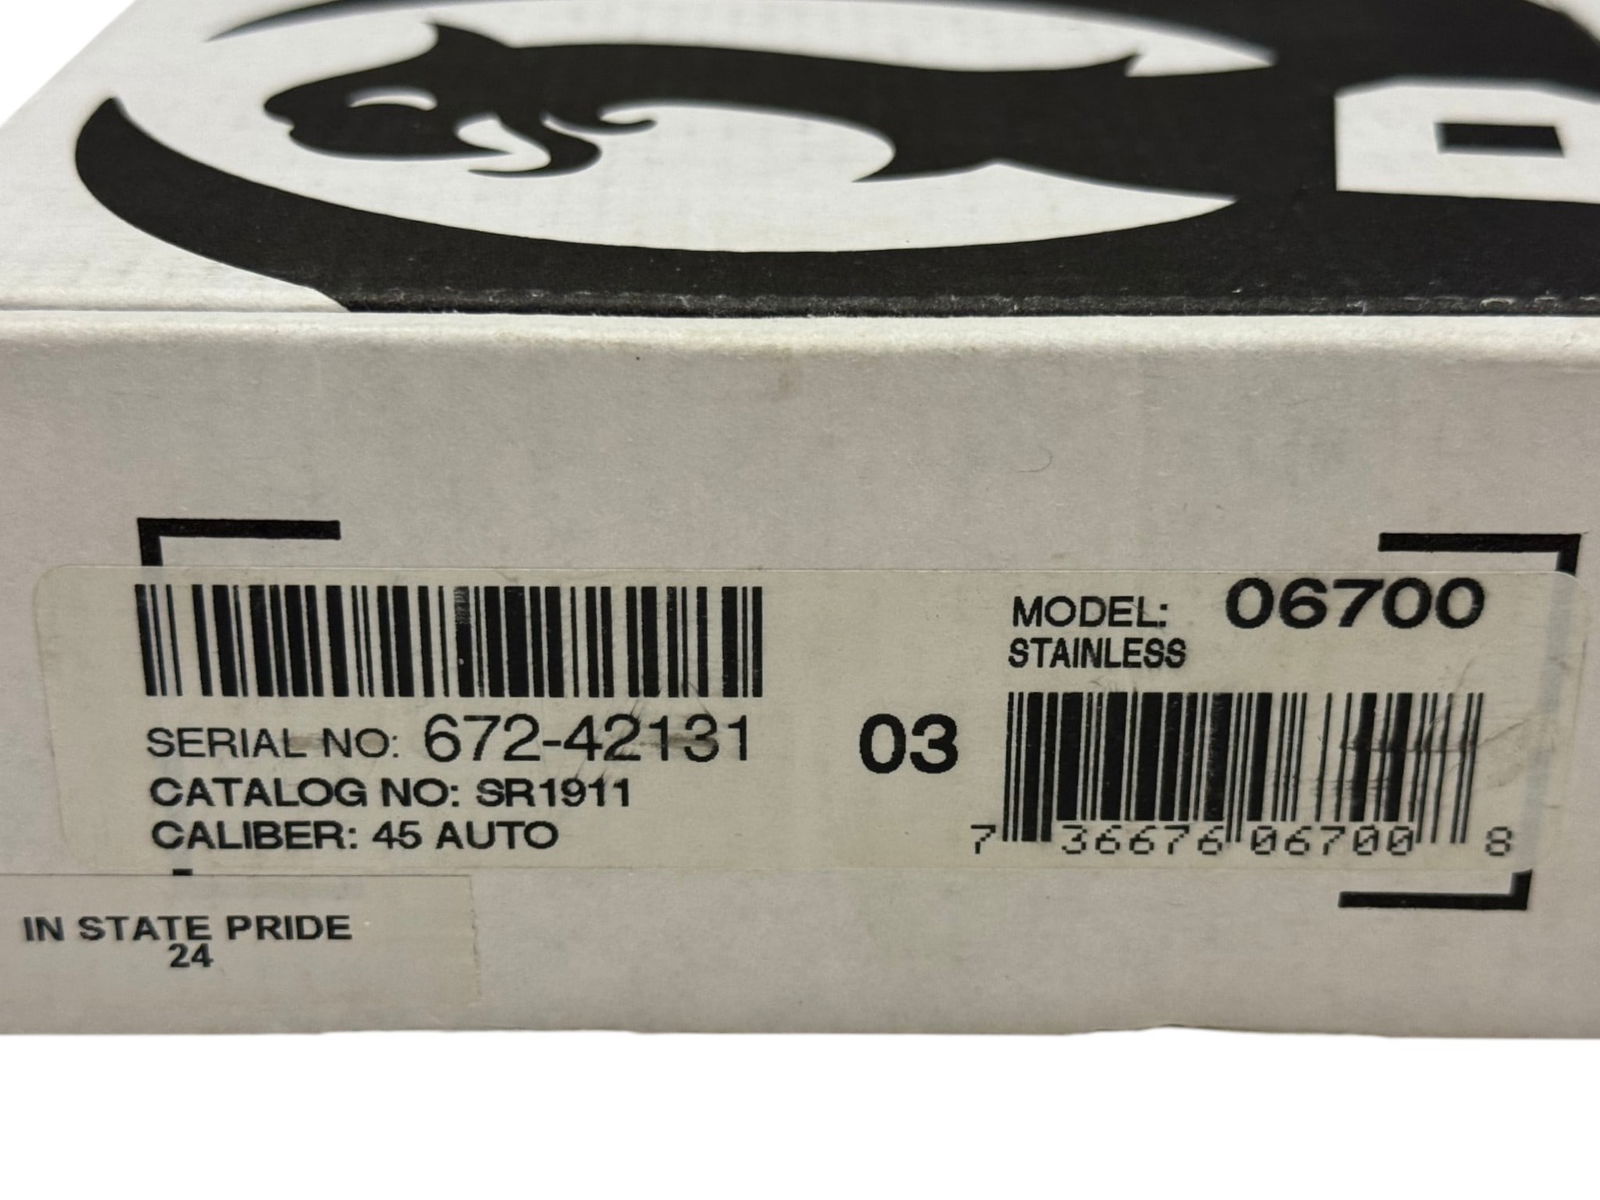 MODEL: 06700
STAINLESS
SERIAL NO: 672-42131
CATALOG NO: SR1911
CALIBER: 45 AUTO
03
7 36676 06700 8
IN STATE PRIDE
24